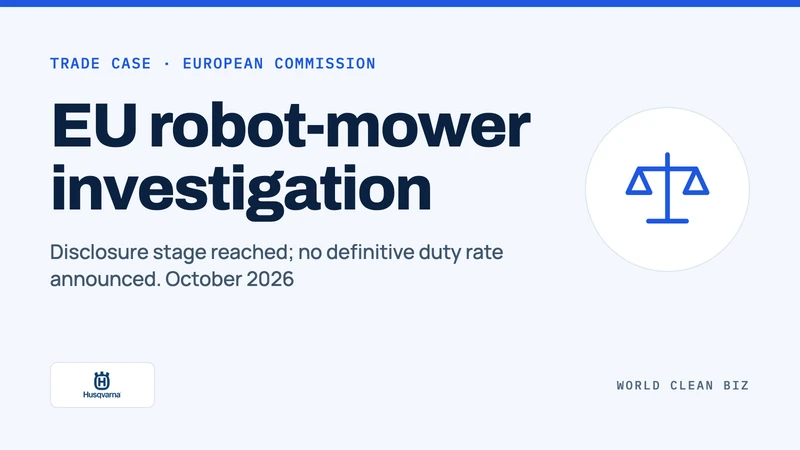 TRADE CASE · EUROPEAN COMMISSION
EU robot-mower
investigation
Disclosure stage reached; no definitive duty rate
announced. October 2026
H
Husqvarna
WORLD CLEAN BIZ